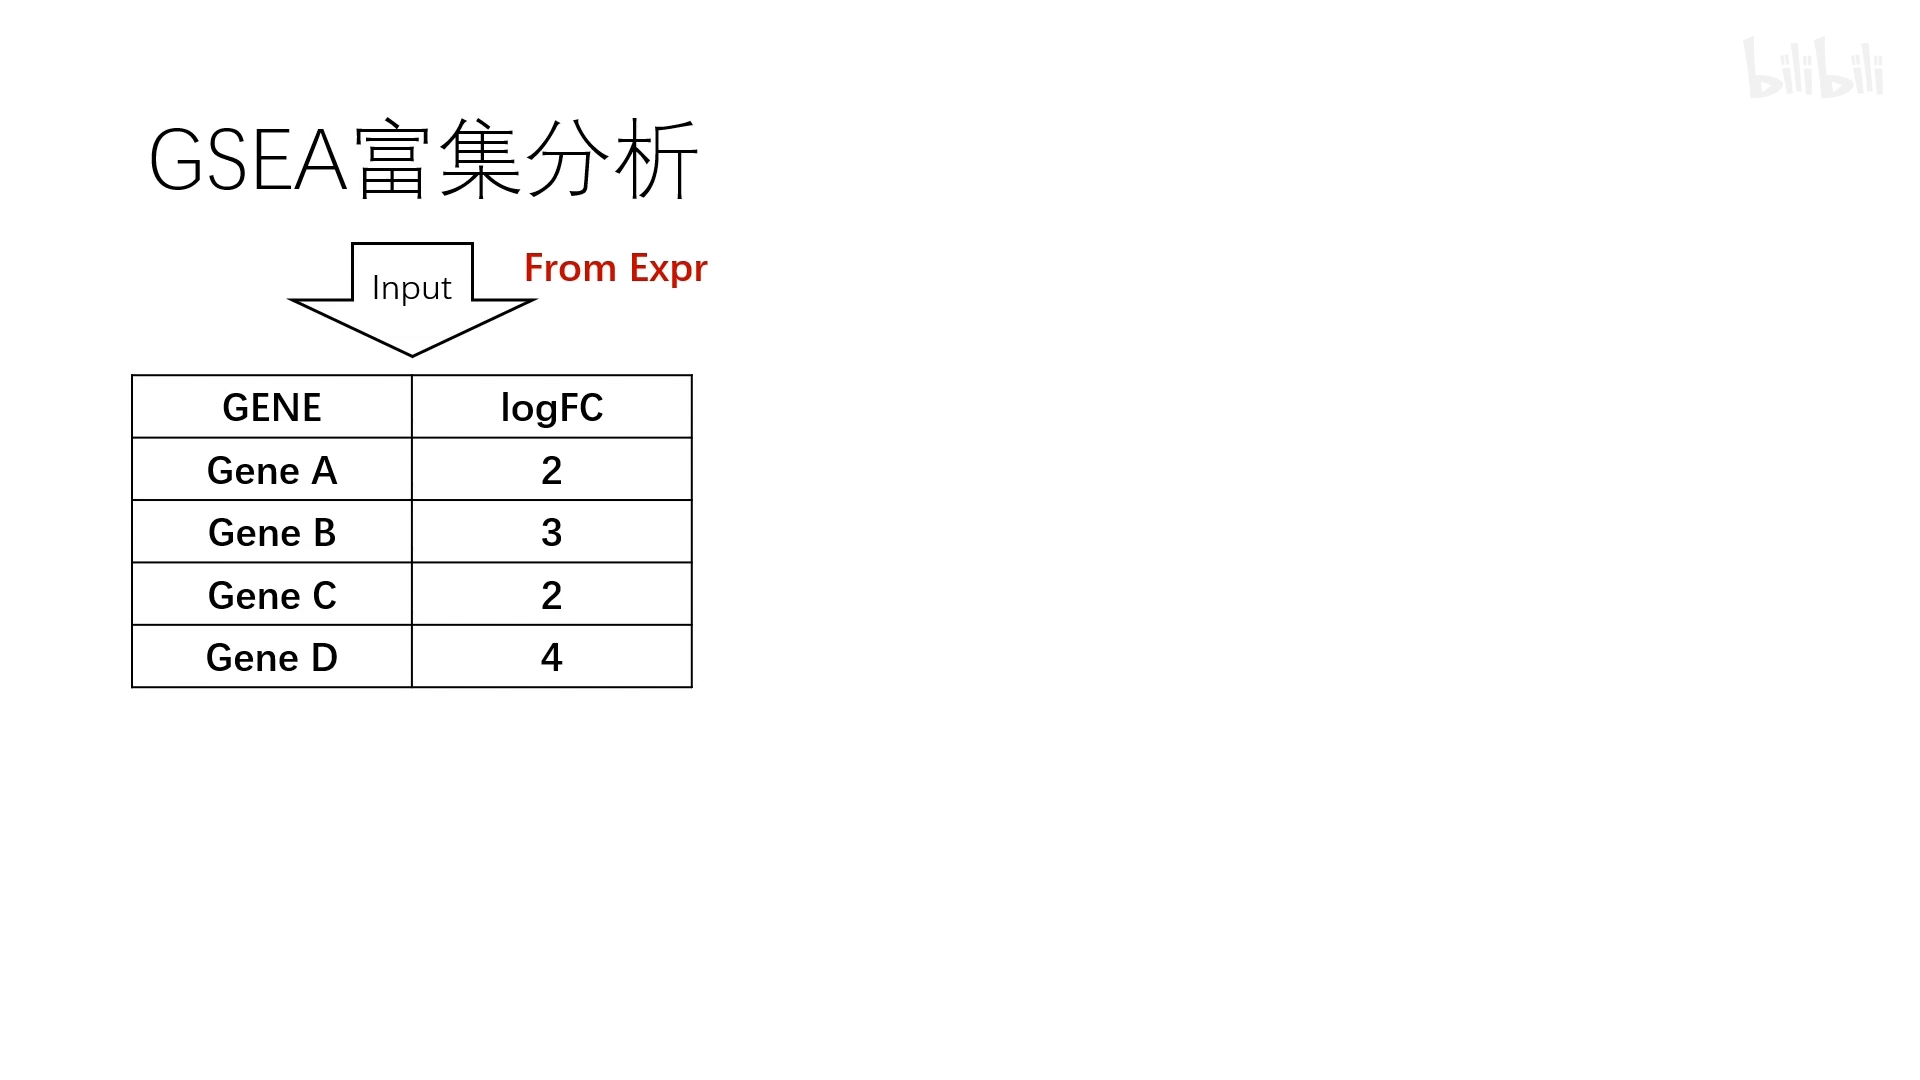 bilibili
GSEA富集分析
Input
From Expr
GENE logFC
Gene A 2
Gene B 3
Gene C 2
Gene D 4